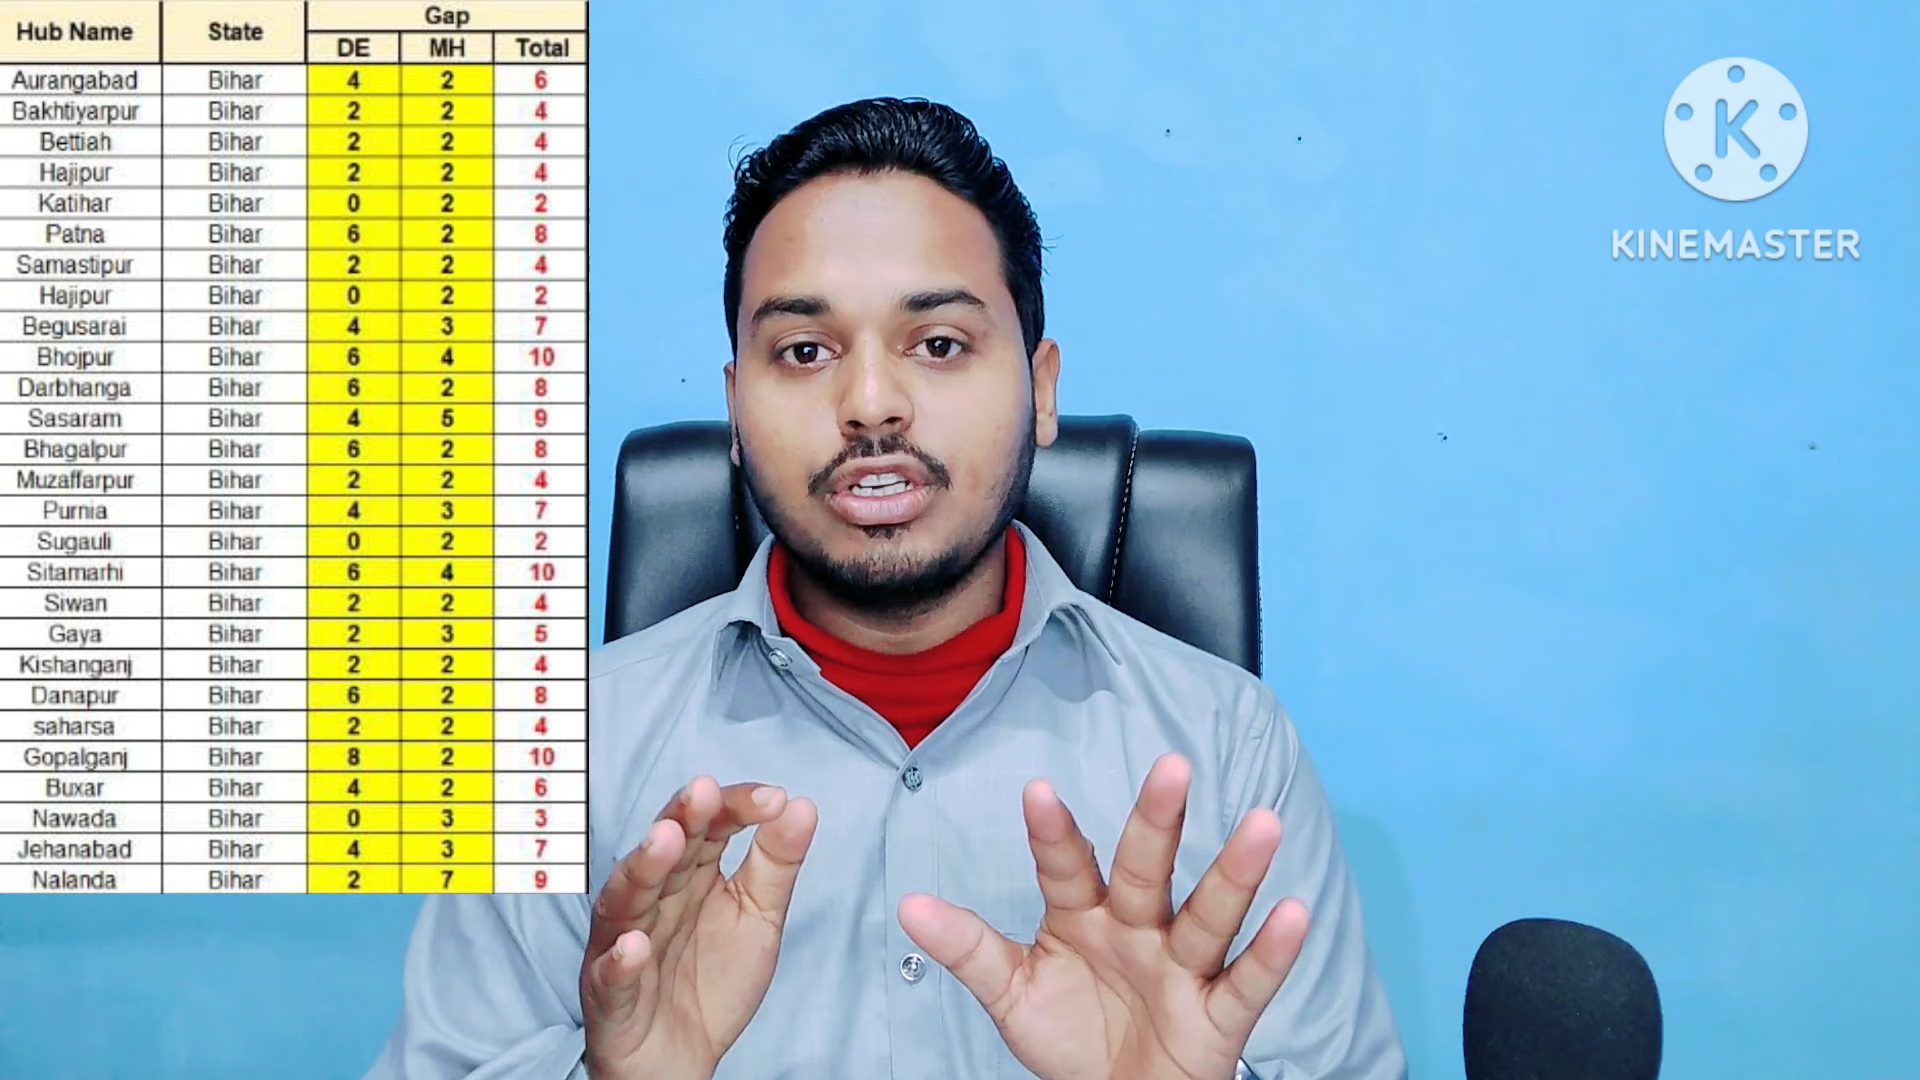 Hub Name State Gap
DE MH Total
Aurangabad Bihar 4 2 6
Bakhtiyarpur Bihar 2 2 4
Bettiah Bihar 2 2 4
Hajipur Bihar 2 2 4
Katihar Bihar 0 2 2
Patna Bihar 6 2 8
Samastipur Bihar 2 2 4
Hajipur Bihar 0 2 2
Begusarai Bihar 4 3 7
Bhojpur Bihar 6 4 10
Darbhanga Bihar 6 2 8
Sasaram Bihar 4 5 9
Bhagalpur Bihar 6 2 8
Muzaffarpur Bihar 2 2 4
Purnia Bihar 4 3 7
Sugauli Bihar 0 2 2
Sitamarhi Bihar 6 4 10
Siwan Bihar 2 2 4
Gaya Bihar 2 3 5
Kishanganj Bihar 2 2 4
Danapur Bihar 6 2 8
saharsa Bihar 2 2 4
Gopalganj Bihar 8 2 10
Buxar Bihar 4 2 6
Nawada Bihar 0 3 3
Jehanabad Bihar 4 3 7
Nalanda Bihar 2 7 9
K
KINEMASTER